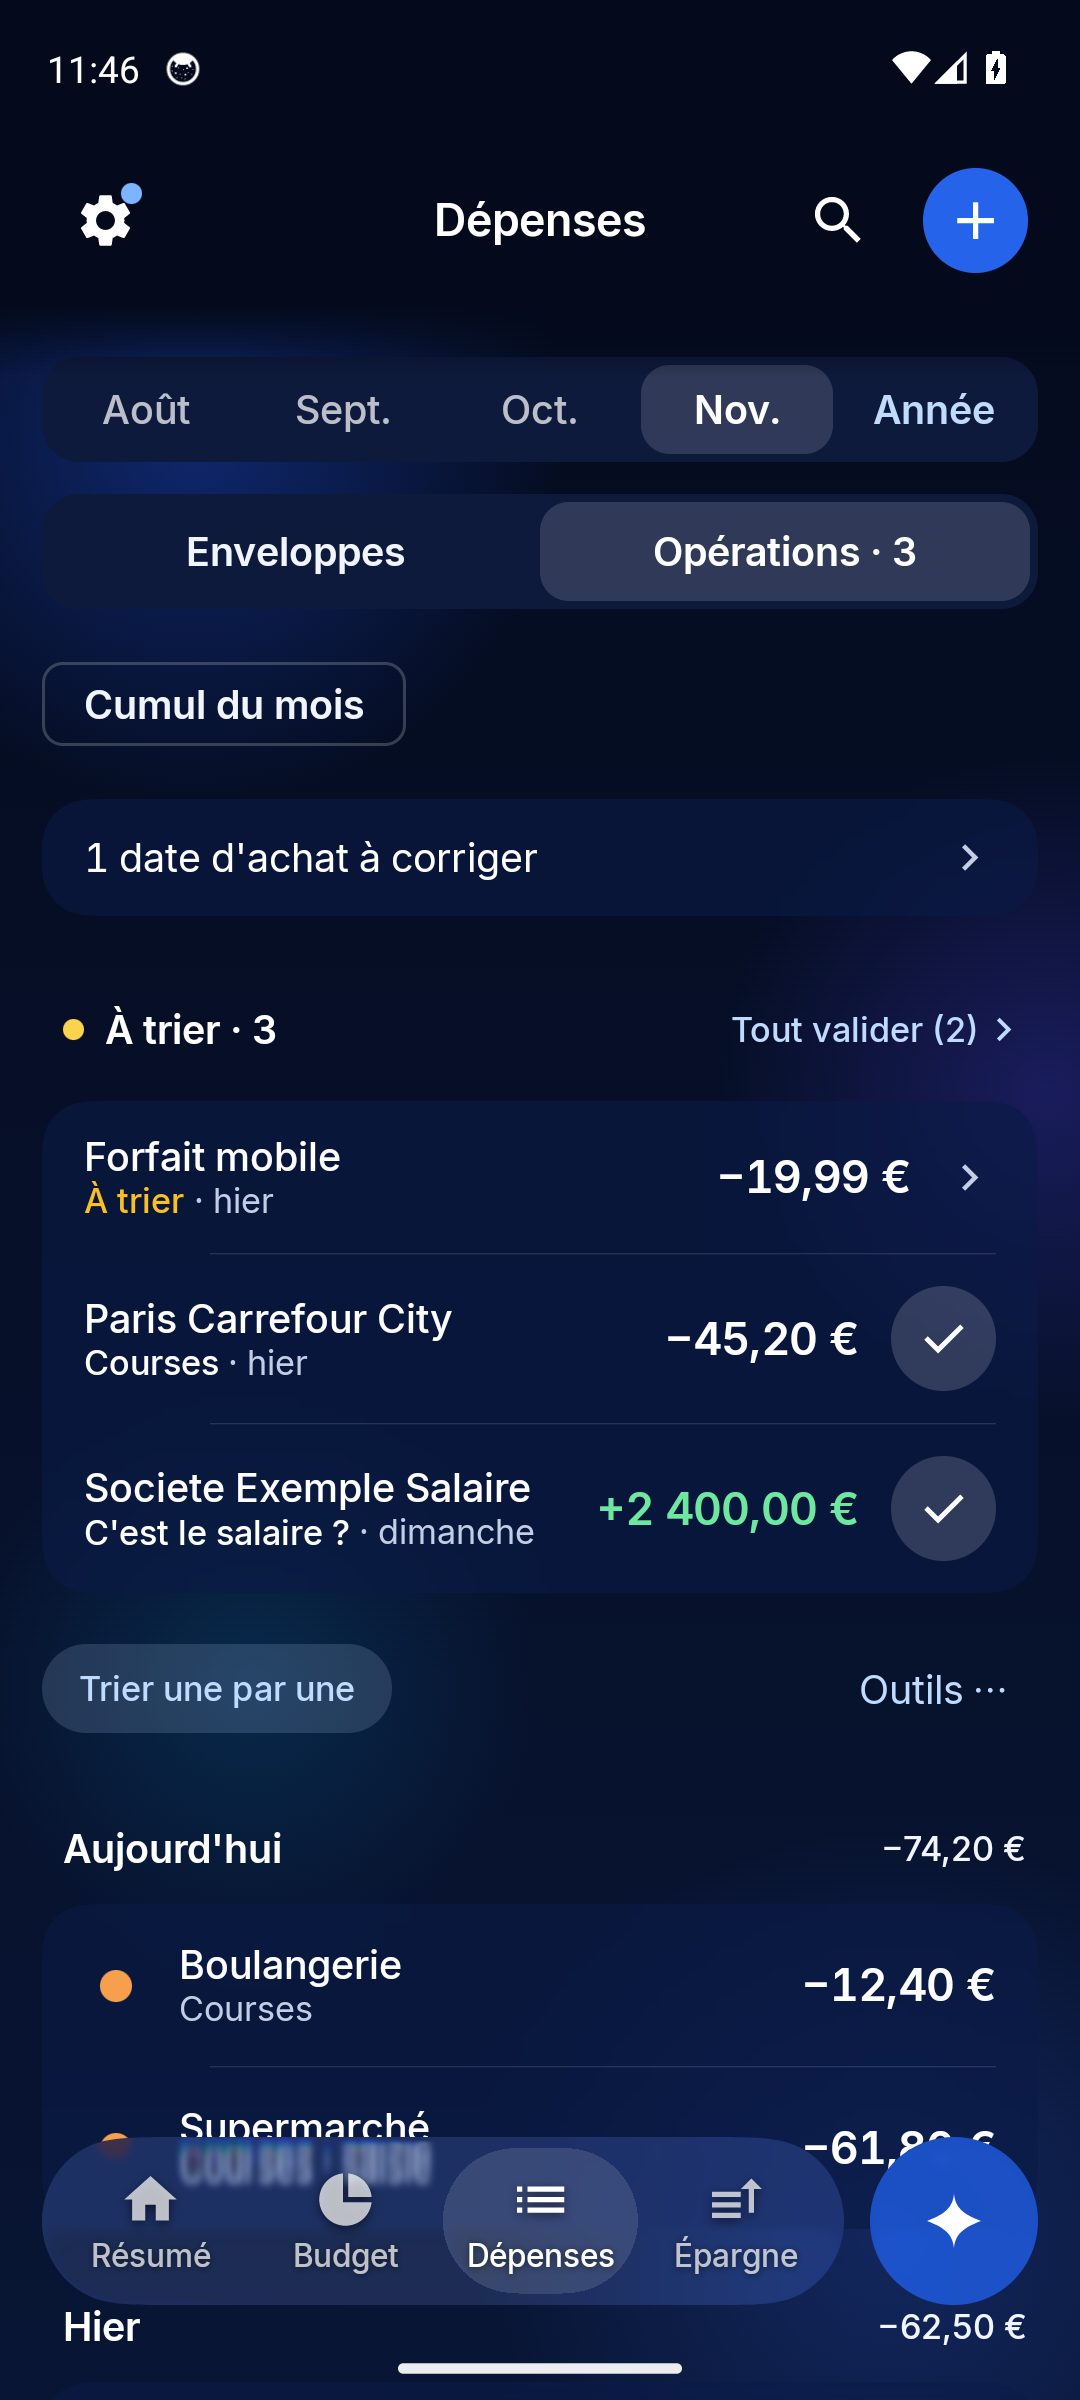 11:46
Dépenses
Août Sept. Oct. Nov. Année
Enveloppes Opérations · 3
Cumul du mois
1 date d'achat à corriger
À trier · 3 Tout valider (2)
Forfait mobile
À trier · hier
−19,99 €
Paris Carrefour City
Courses · hier
−45,20 €
Societe Exemple Salaire
C'est le salaire ? · dimanche
+2 400,00 €
Trier une par une Outils ···
Aujourd'hui −74,20 €
Boulangerie
Courses
−12,40 €
Supermarché
−61,80 €
Résumé Budget Dépenses Épargne
Hier −62,50 €